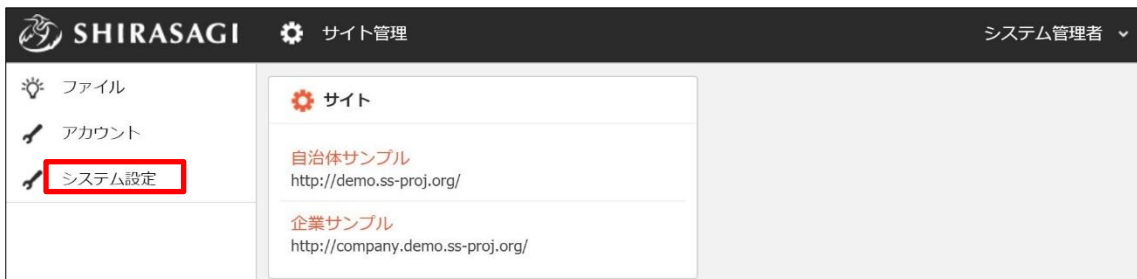 SHIRASAGI サイト管理 システム管理者
ファイル
アカウント
システム設定
サイト
自治体サンプル
http://demo.ss-proj.org/
企業サンプル
http://company.demo.ss-proj.org/